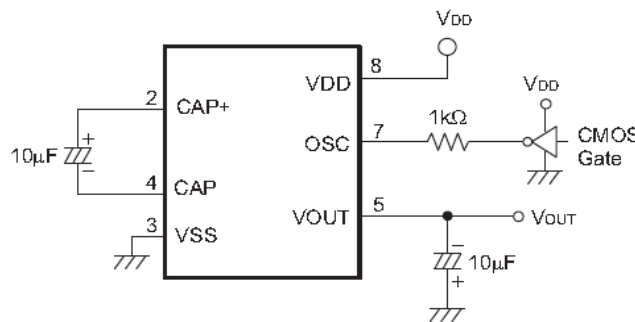 VDD
8
VDD
VDD
2
CAP+
1kΩ
7
OSC
CMOS
Gate
+
10μF
−
4
CAP
5
VOUT
VOUT
3
VSS
−
10μF
+